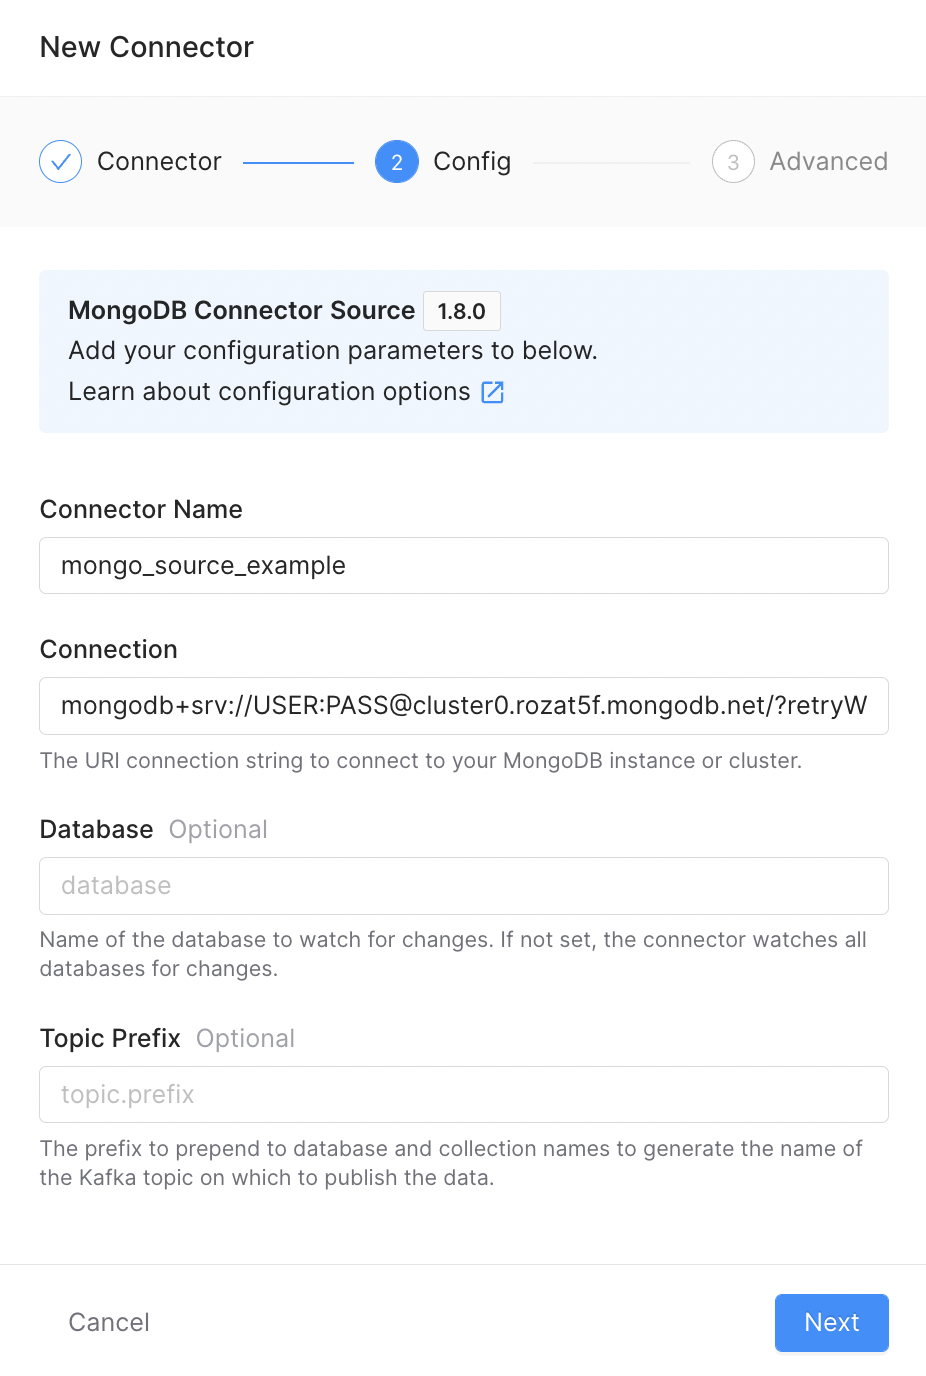 New Connector
Connector
2
Config
3
Advanced
MongoDB Connector Source 1.8.0
Add your configuration parameters to below.
Learn about configuration options
Connector Name
mongo_source_example
Connection
mongodb+srv://USER:PASS@cluster0.rozat5f.mongodb.net/?retryW
The URI connection string to connect to your MongoDB instance or cluster.
Database Optional
database
Name of the database to watch for changes. If not set, the connector watches all
databases for changes.
Topic Prefix Optional
topic.prefix
The prefix to prepend to database and collection names to generate the name of
the Kafka topic on which to publish the data.
Cancel
Next